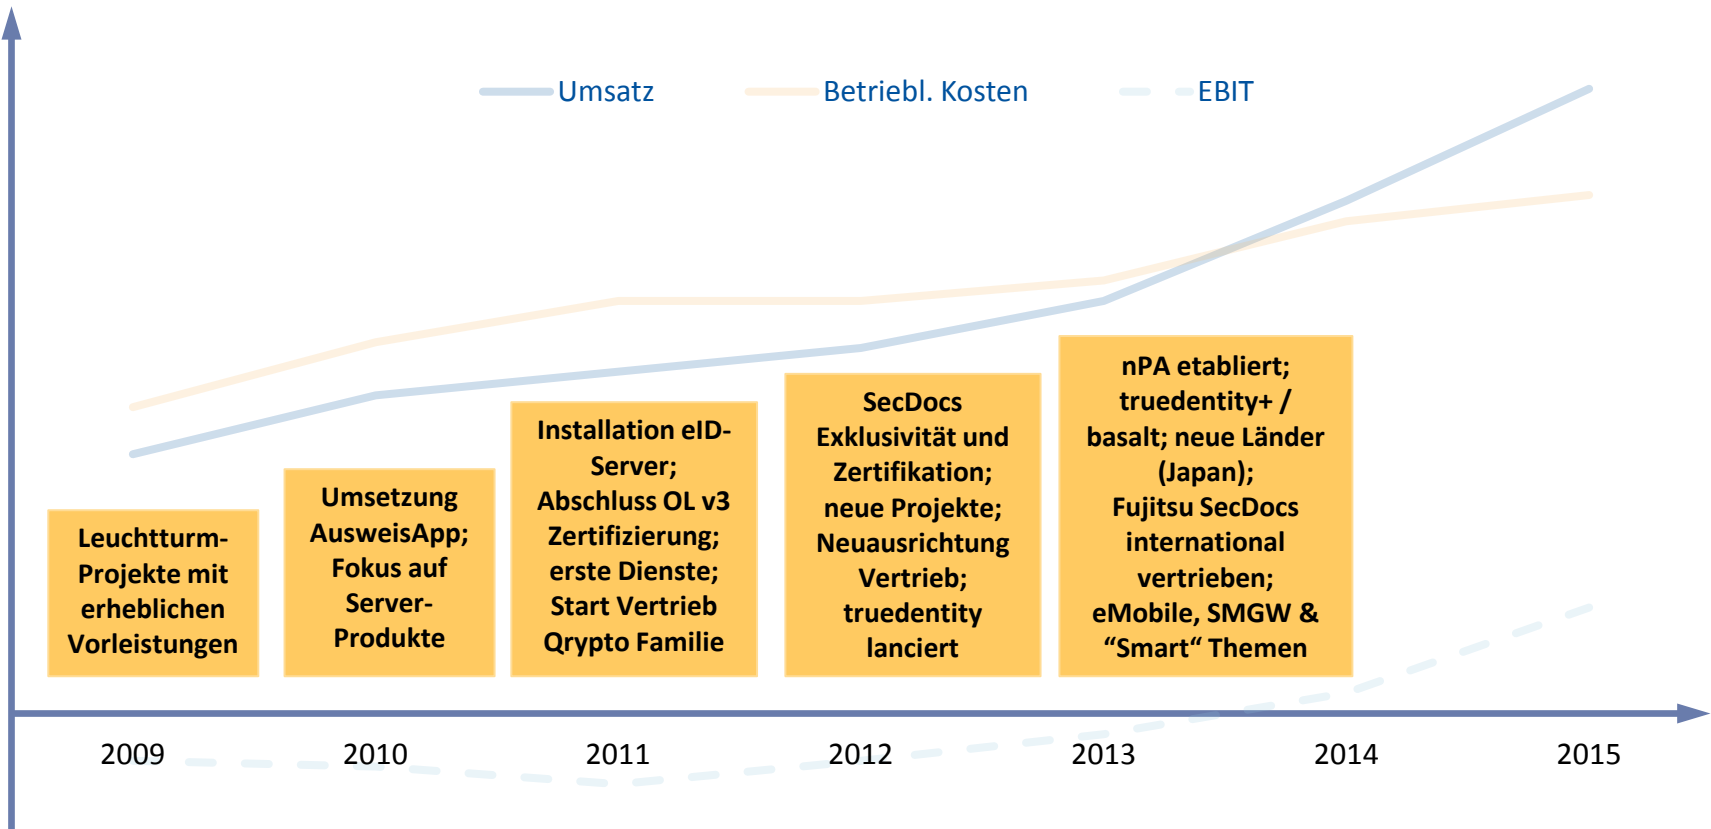 Umsatz Betriebl. Kosten EBIT
Leuchtturm-
Projekte mit
erheblichen
Vorleistungen
Umsetzung
AusweisApp;
Fokus auf
Server-
Produkte
Installation eID-
Server;
Abschluss OL v3
Zertifizierung;
erste Dienste;
Start Vertrieb
Qrypto Familie
SecDocs
Exklusivität und
Zertifikation;
neue Projekte;
Neuausrichtung
Vertrieb;
truedentity
lanciert
nPA etabliert;
truedentity+ /
basalt; neue Länder
(Japan);
Fujitsu SecDocs
international
vertrieben;
eMobile, SMGW &
“Smart“ Themen
2009 2010 2011 2012 2013 2014 2015